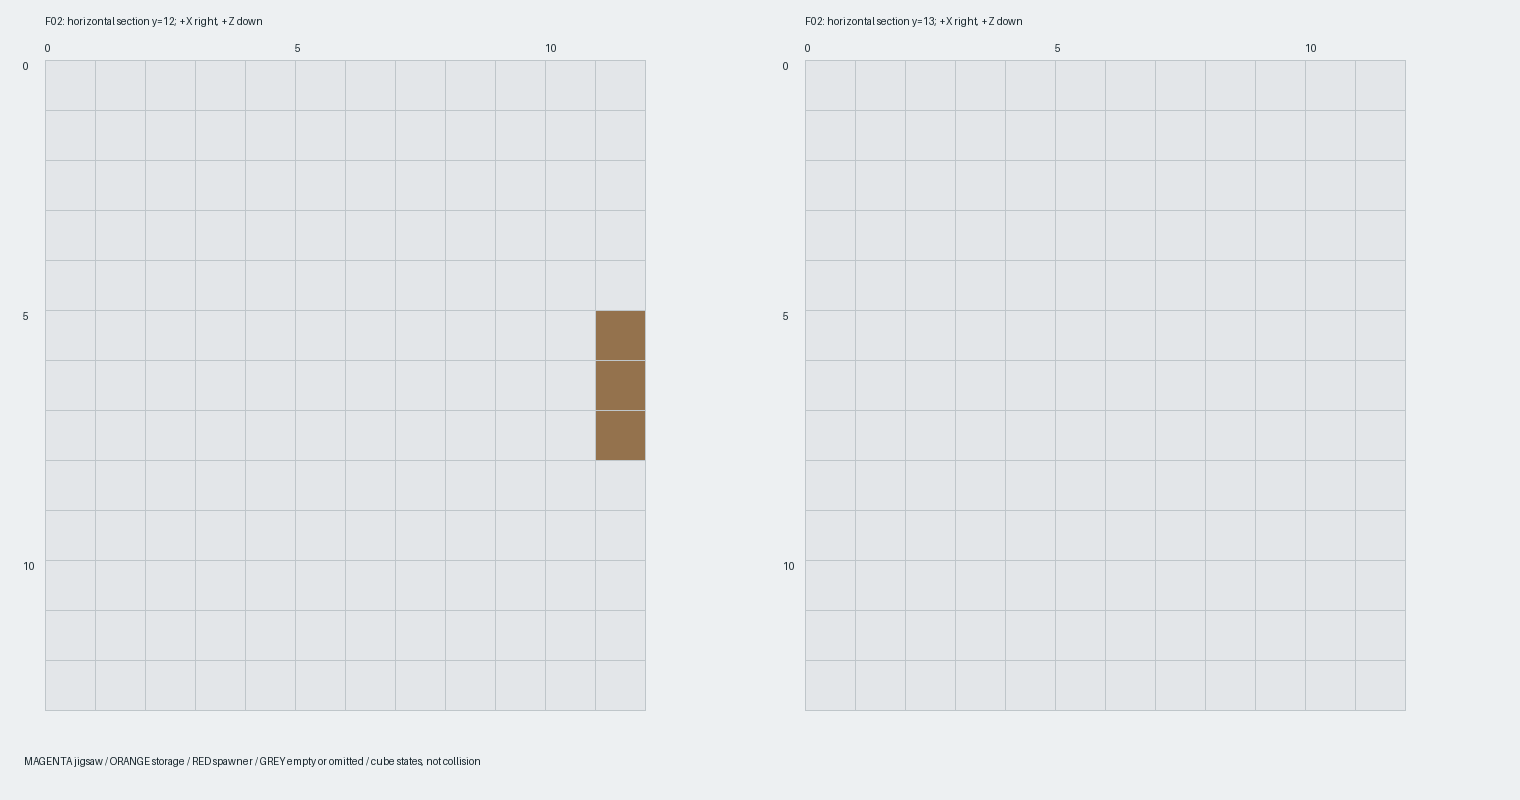 F02: horizontal section y=12; +X right, +Z down
0 5 10
0
5
10
F02: horizontal section y=13; +X right, +Z down
0 5 10
0
5
10
MAGENTA jigsaw / ORANGE storage / RED spawner / GREY empty or omitted / cube states, not collision